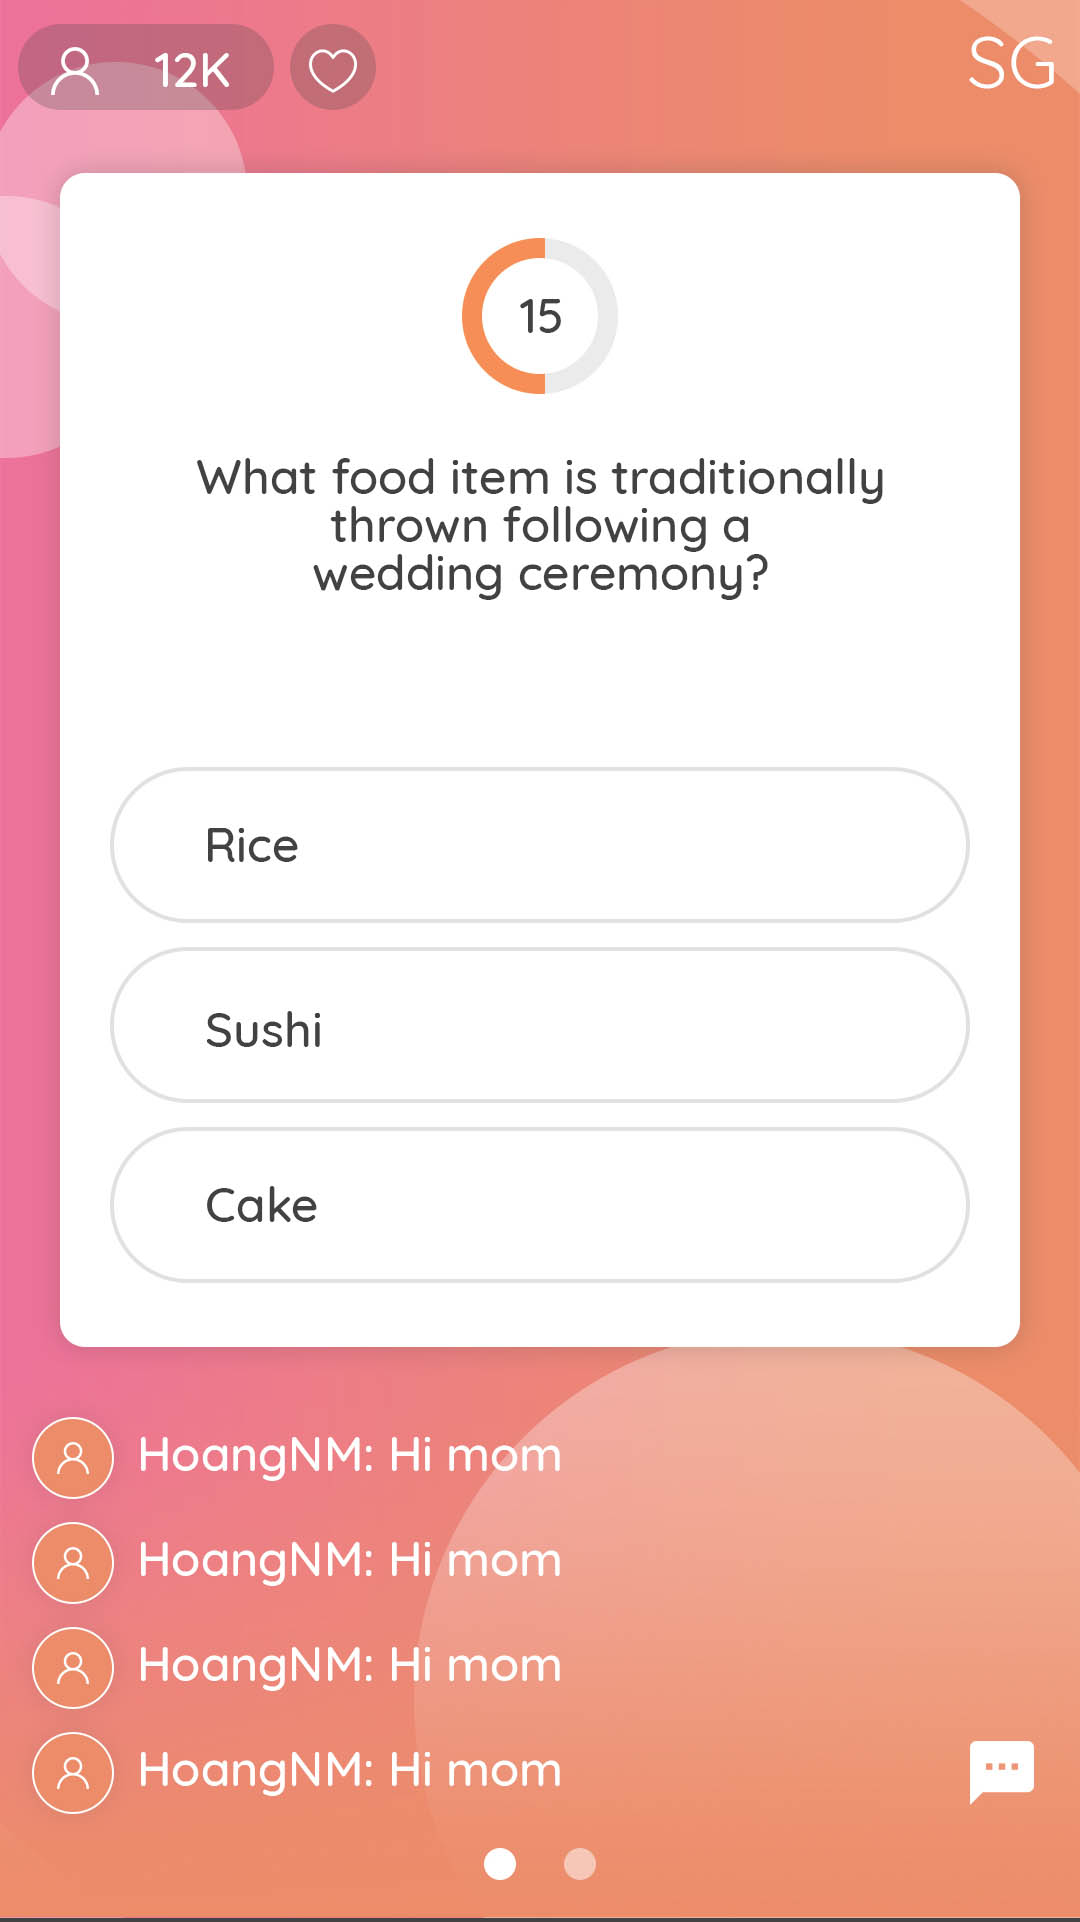 12K
SG
15
What food item is traditionally
thrown following a
wedding ceremony?
Rice
Sushi
Cake
HoangNM: Hi mom
HoangNM: Hi mom
HoangNM: Hi mom
HoangNM: Hi mom